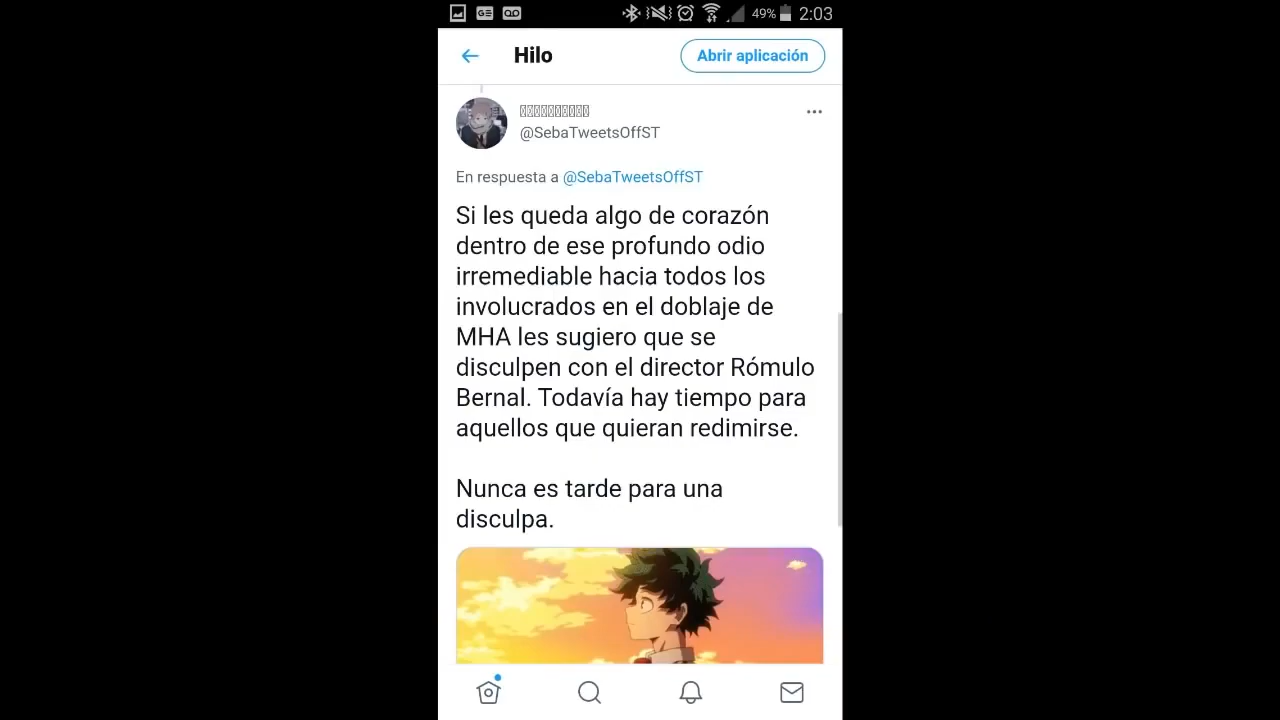 49% 2:03
Hilo
Abrir aplicación
@SebaTweetsOffST
En respuesta a @SebaTweetsOffST
Si les queda algo de corazón
dentro de ese profundo odio
irremediable hacia todos los
involucrados en el doblaje de
MHA les sugiero que se
disculpen con el director Rómulo
Bernal. Todavía hay tiempo para
aquellos que quieran redimirse.
Nunca es tarde para una
disculpa.